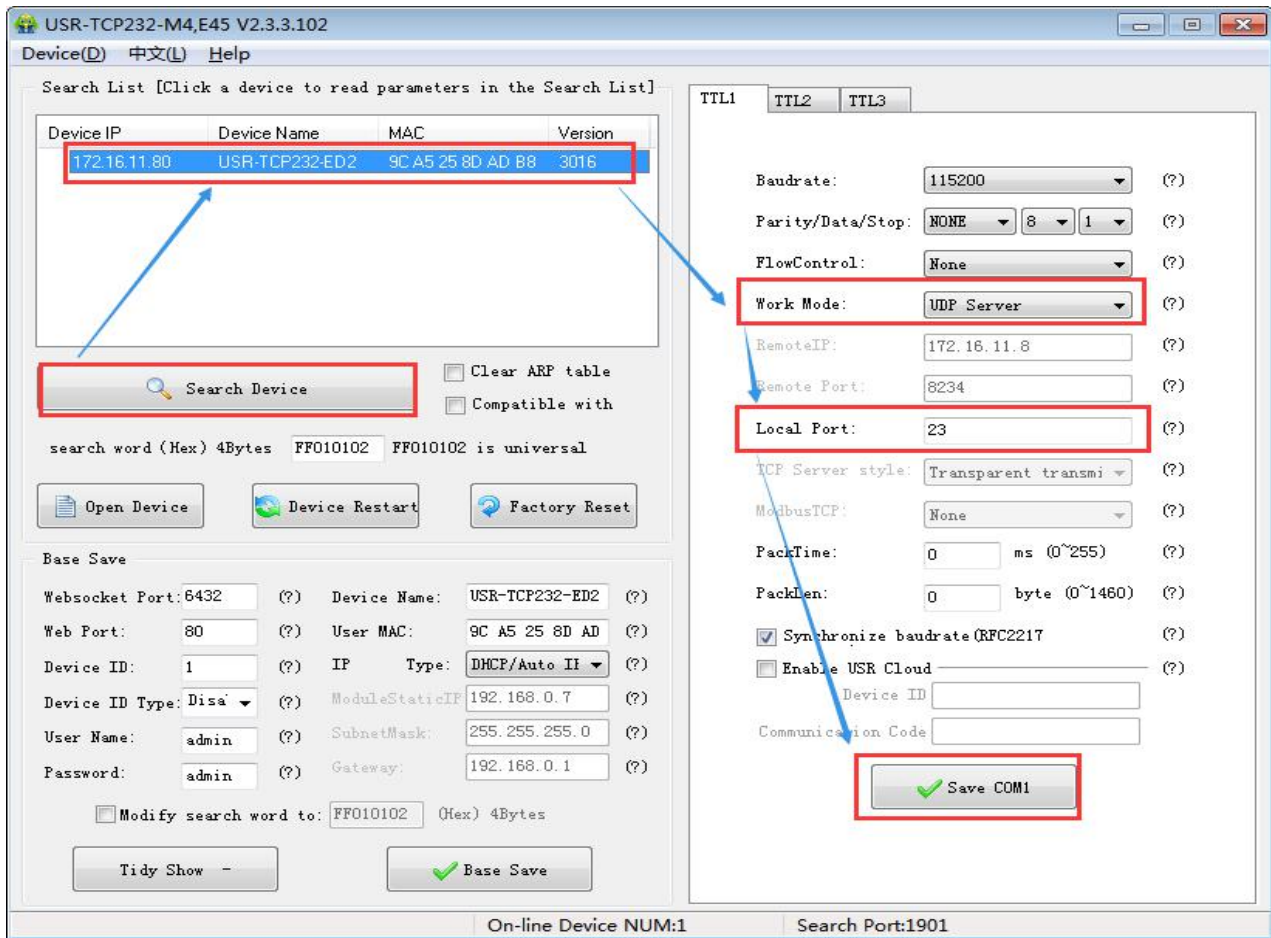 USR-TCP232-M4,E45 V2.3.3.102
Device(D) 中文(L) Help
Search List [Click a device to read parameters in the Search List]
Device IP Device Name MAC Version
172.16.11.80 USR-TCP232-ED2 9C A5 25 8D AD B8 3016
Search Device
Clear ARP table
Compatible with
search word (Hex) 4Bytes FF010102 FF010102 is universal
Open Device Device Restart Factory Reset
Base Save
Websocket Port: 6432 (?) Device Name: USR-TCP232-ED2 (?)
Web Port: 80 (?) User MAC: 9C A5 25 8D AD (?)
Device ID: 1 (?) IP Type: DHCP/Auto II (?)
Device ID Type: Disa (?) ModuleStaticIP 192.168.0.7 (?)
User Name: admin (?) SubnetMask: 255.255.255.0 (?)
Password: admin (?) Gateway: 192.168.0.1 (?)
Modify search word to: FF010102 (Hex) 4Bytes
Tidy Show - Base Save
TTL1 TTL2 TTL3
Baudrate: 115200 (?)
Parity/Data/Stop: NONE 8 1 (?)
FlowControl: None (?)
Work Mode: UDP Server (?)
RemoteIP: 172.16.11.8 (?)
Remote Port: 8234 (?)
Local Port: 23 (?)
TCP Server style: Transparent transmi (?)
ModbusTCP: None (?)
PackTime: 0 ms (0~255) (?)
PackLen: 0 byte (0~1460) (?)
Synchronize baudrate(RFC2217 (?)
Enable USR Cloud (?)
Device ID
Communication Code
Save COM1
On-line Device NUM:1 Search Port:1901